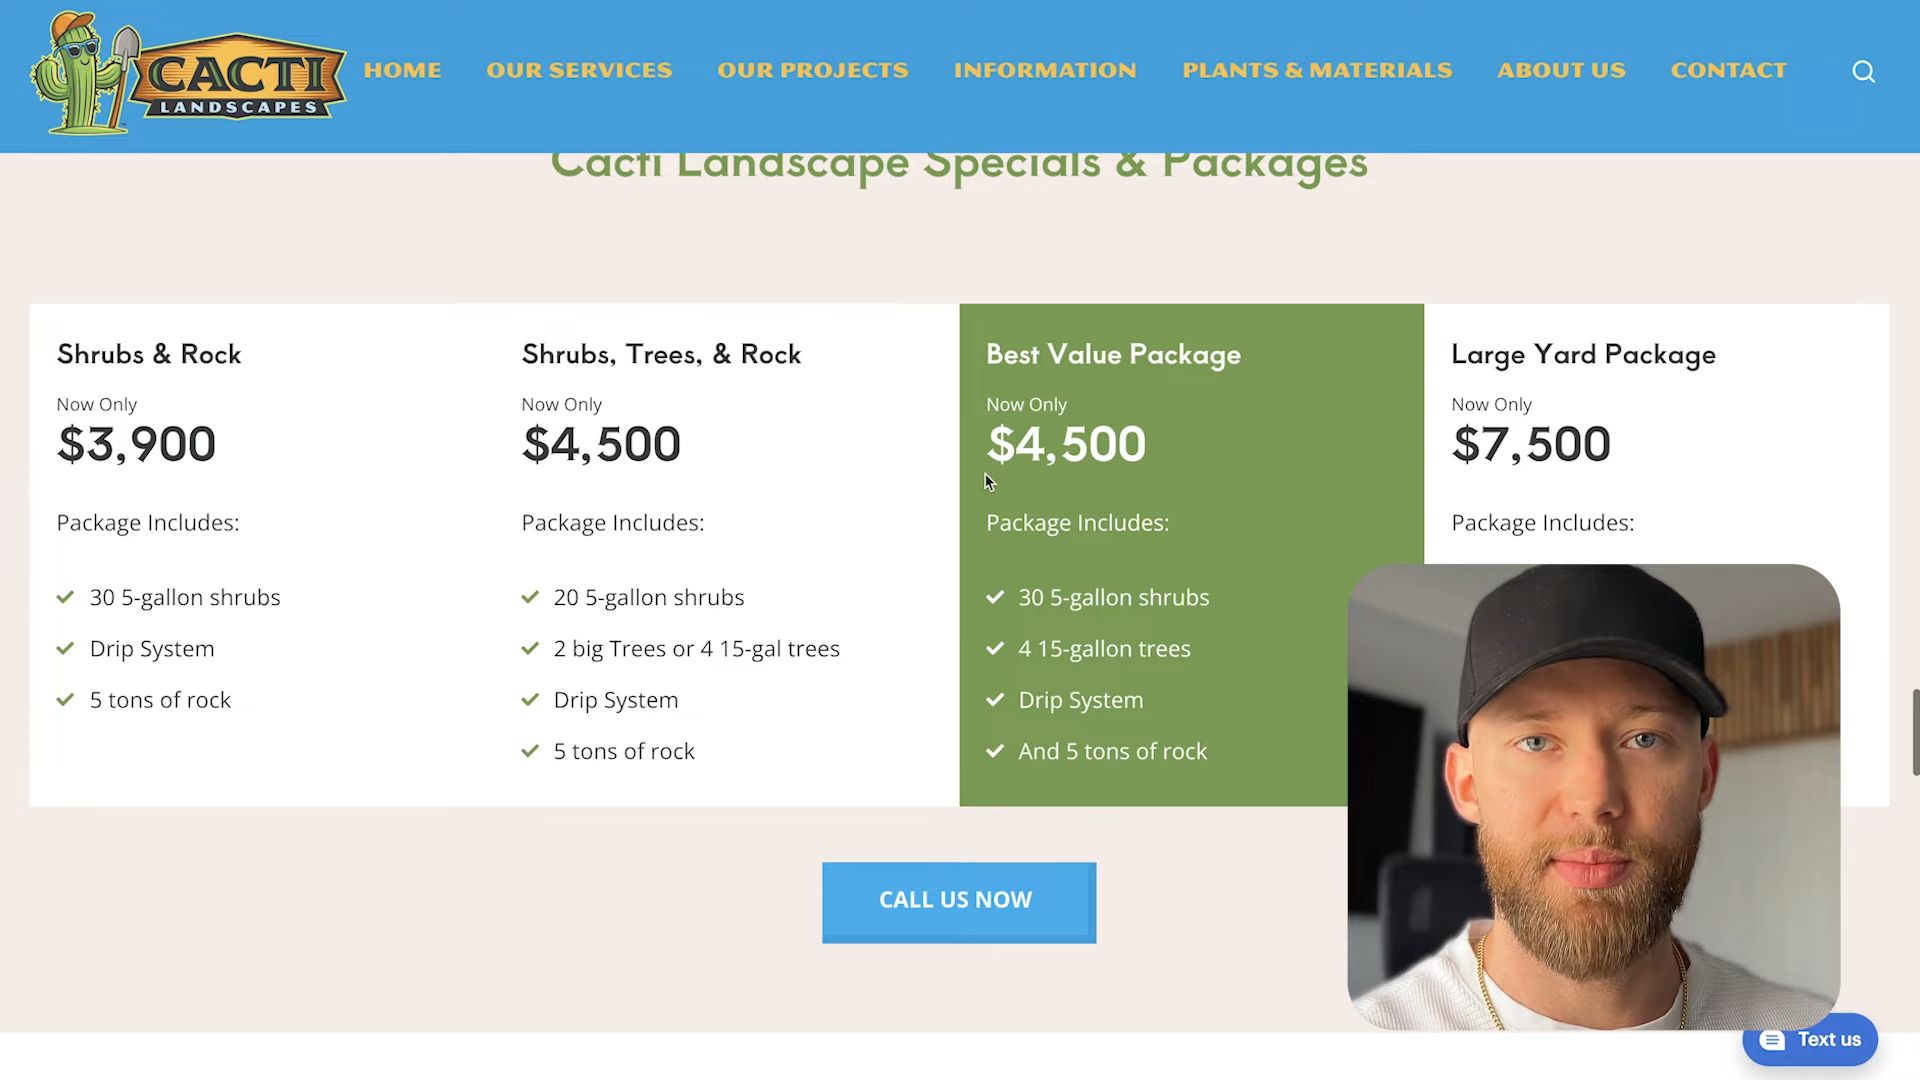 CACTI
LANDSCAPES
HOME
OUR SERVICES
OUR PROJECTS
INFORMATION
PLANTS & MATERIALS
ABOUT US
CONTACT
Cacti Landscape Specials & Packages
Shrubs & Rock
Now Only
$3,900
Package Includes:
30 5-gallon shrubs
Drip System
5 tons of rock
Shrubs, Trees, & Rock
Now Only
$4,500
Package Includes:
20 5-gallon shrubs
2 big Trees or 4 15-gal trees
Drip System
5 tons of rock
Best Value Package
Now Only
$4,500
Package Includes:
30 5-gallon shrubs
4 15-gallon trees
Drip System
And 5 tons of rock
Large Yard Package
Now Only
$7,500
Package Includes:
CALL US NOW
Text us